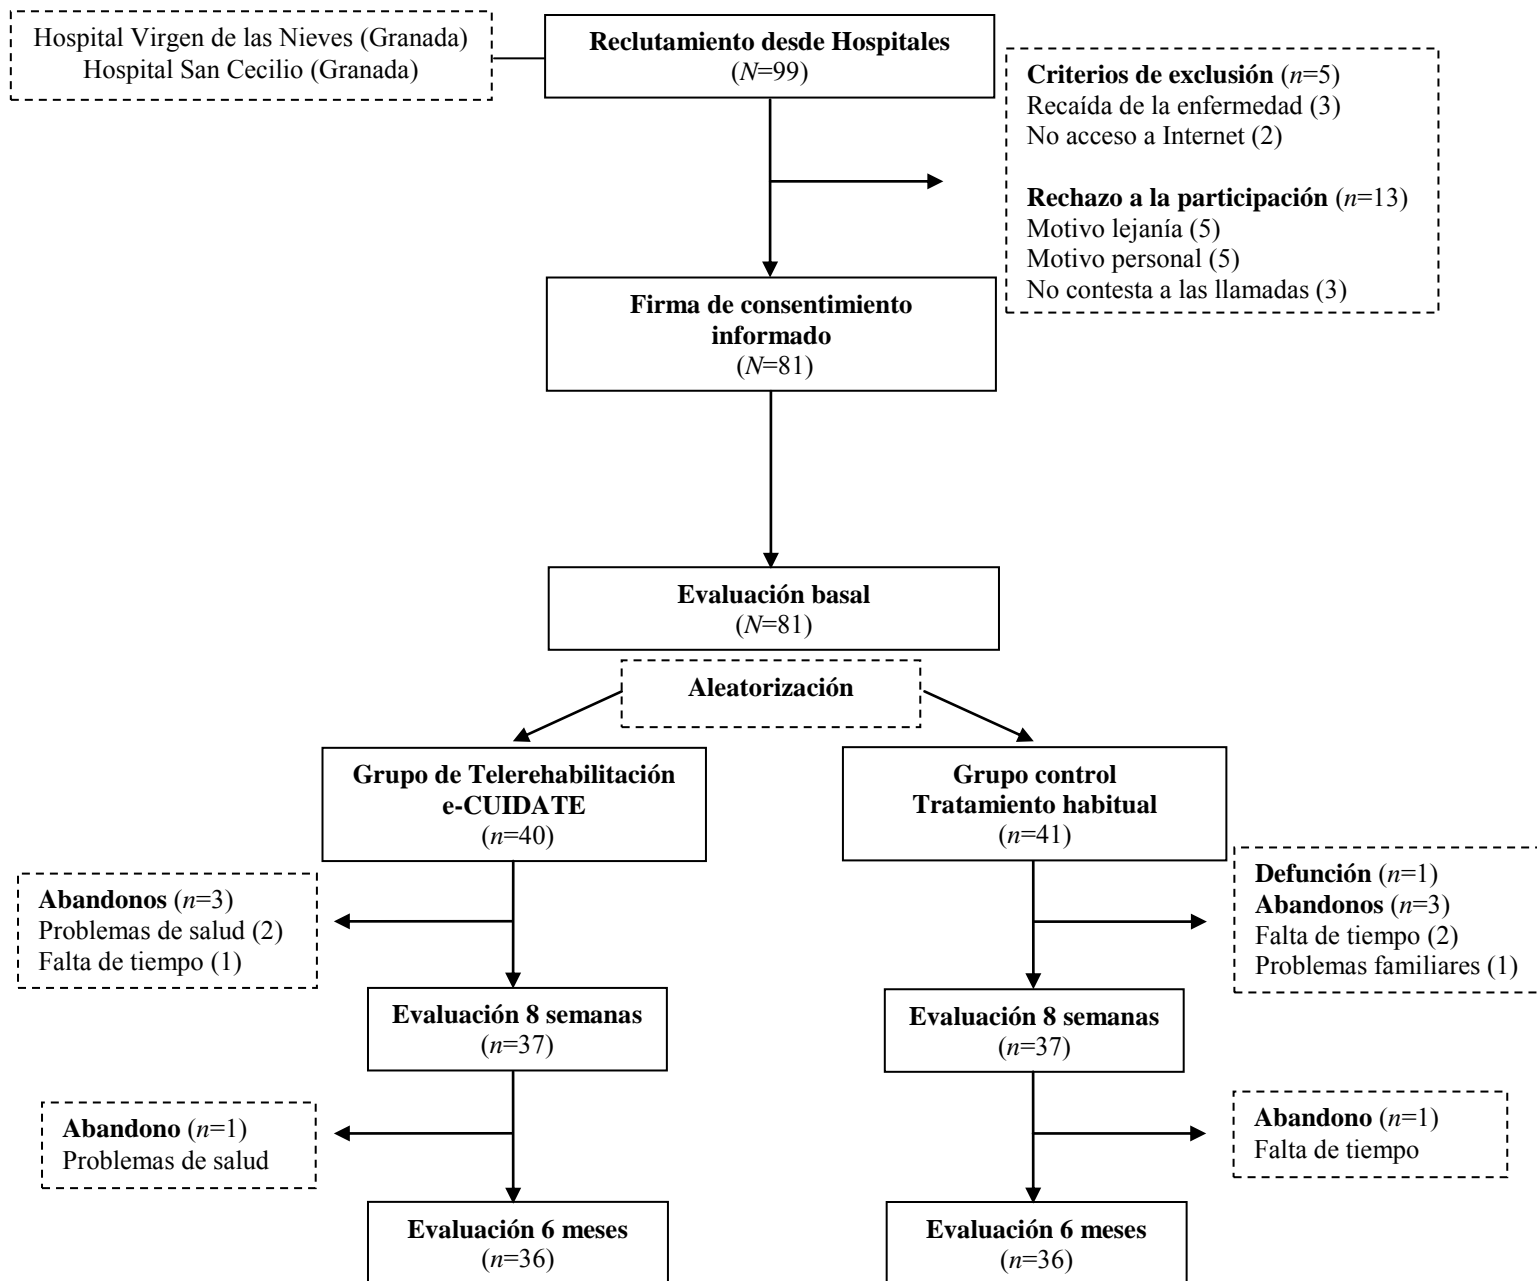 Hospital Virgen de las Nieves (Granada)
Hospital San Cecilio (Granada)
Reclutamiento desde Hospitales
(N=99)
Criterios de exclusión (n=5)
Recaída de la enfermedad (3)
No acceso a Internet (2)
Rechazo a la participación (n=13)
Motivo lejanía (5)
Motivo personal (5)
No contesta a las llamadas (3)
Firma de consentimiento
informado
(N=81)
Evaluación basal
(N=81)
Aleatorización
Grupo de Telerehabilitación
e-CUIDATE
(n=40)
Grupo control
Tratamiento habitual
(n=41)
Abandonos (n=3)
Problemas de salud (2)
Falta de tiempo (1)
Defunción (n=1)
Abandonos (n=3)
Falta de tiempo (2)
Problemas familiares (1)
Evaluación 8 semanas
(n=37)
Evaluación 8 semanas
(n=37)
Abandono (n=1)
Problemas de salud
Abandono (n=1)
Falta de tiempo
Evaluación 6 meses
(n=36)
Evaluación 6 meses
(n=36)